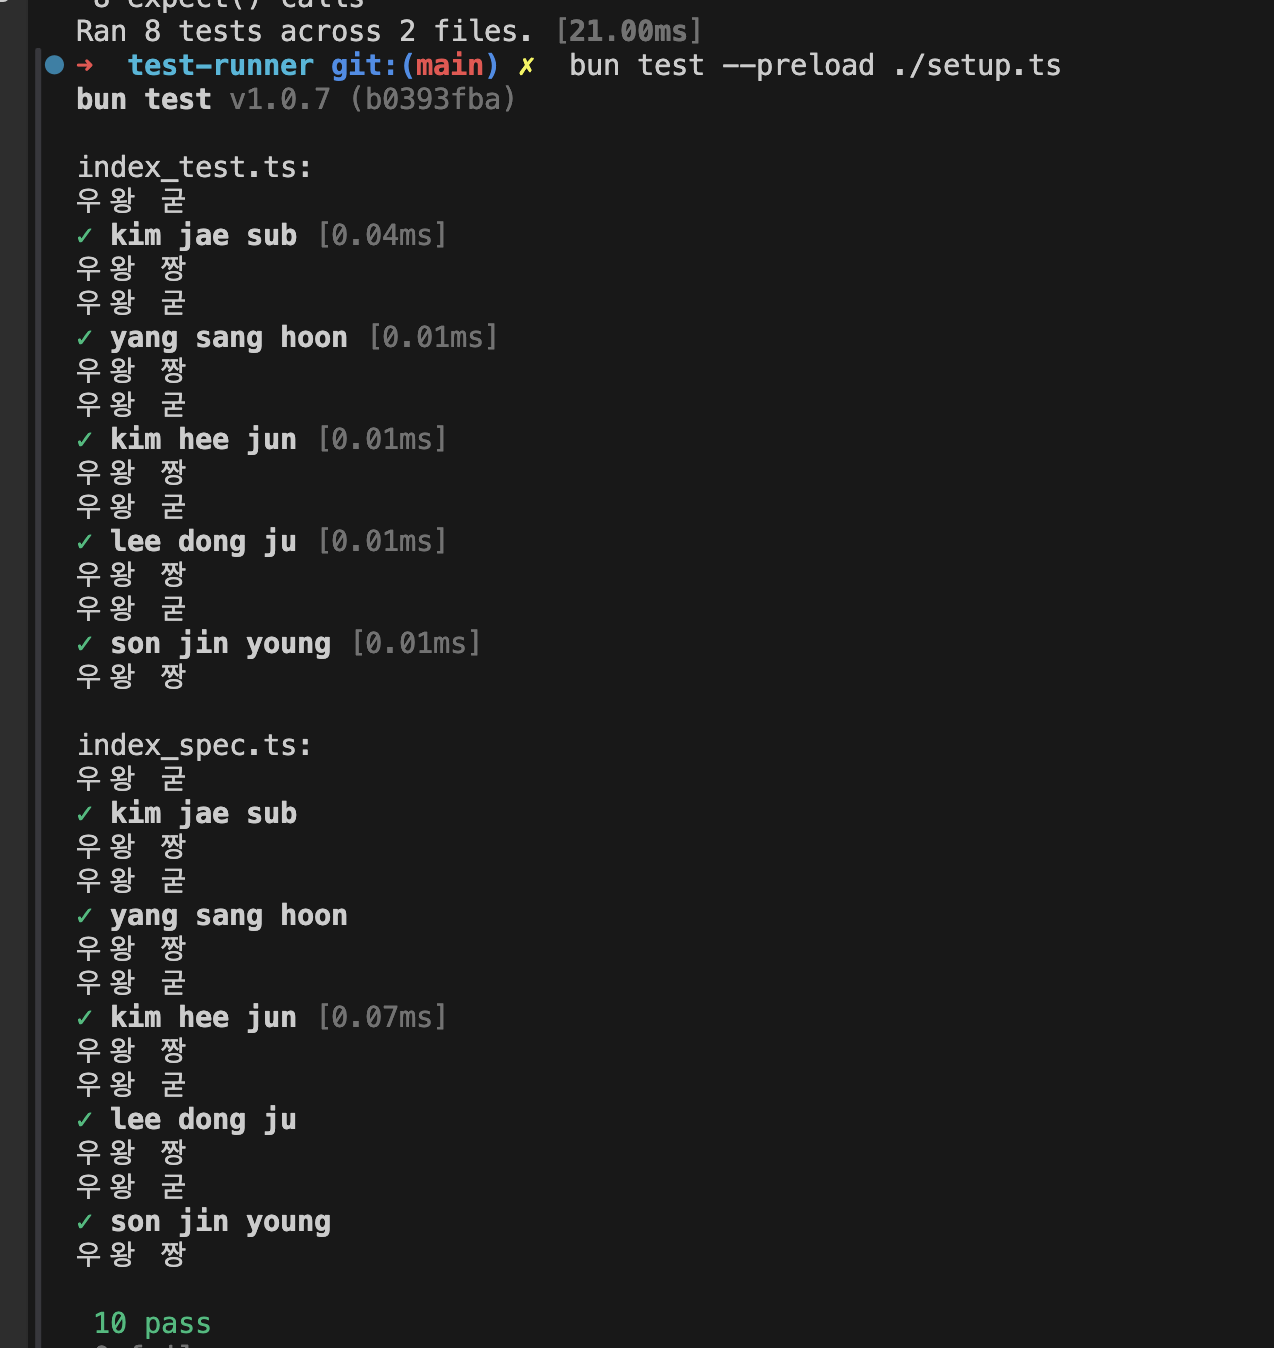 8 expect() calls
Ran 8 tests across 2 files. [21.00ms]
➜ test-runner git:(main) ✗ bun test --preload ./setup.ts
bun test v1.0.7 (b0393fba)
index_test.ts:
우왕 굳
✓ kim jae sub [0.04ms]
우왕 짱
우왕 굳
✓ yang sang hoon [0.01ms]
우왕 짱
우왕 굳
✓ kim hee jun [0.01ms]
우왕 짱
우왕 굳
✓ lee dong ju [0.01ms]
우왕 짱
우왕 굳
✓ son jin young [0.01ms]
우왕 짱
index_spec.ts:
우왕 굳
✓ kim jae sub
우왕 짱
우왕 굳
✓ yang sang hoon
우왕 짱
우왕 굳
✓ kim hee jun [0.07ms]
우왕 짱
우왕 굳
✓ lee dong ju
우왕 짱
우왕 굳
✓ son jin young
우왕 짱
10 pass